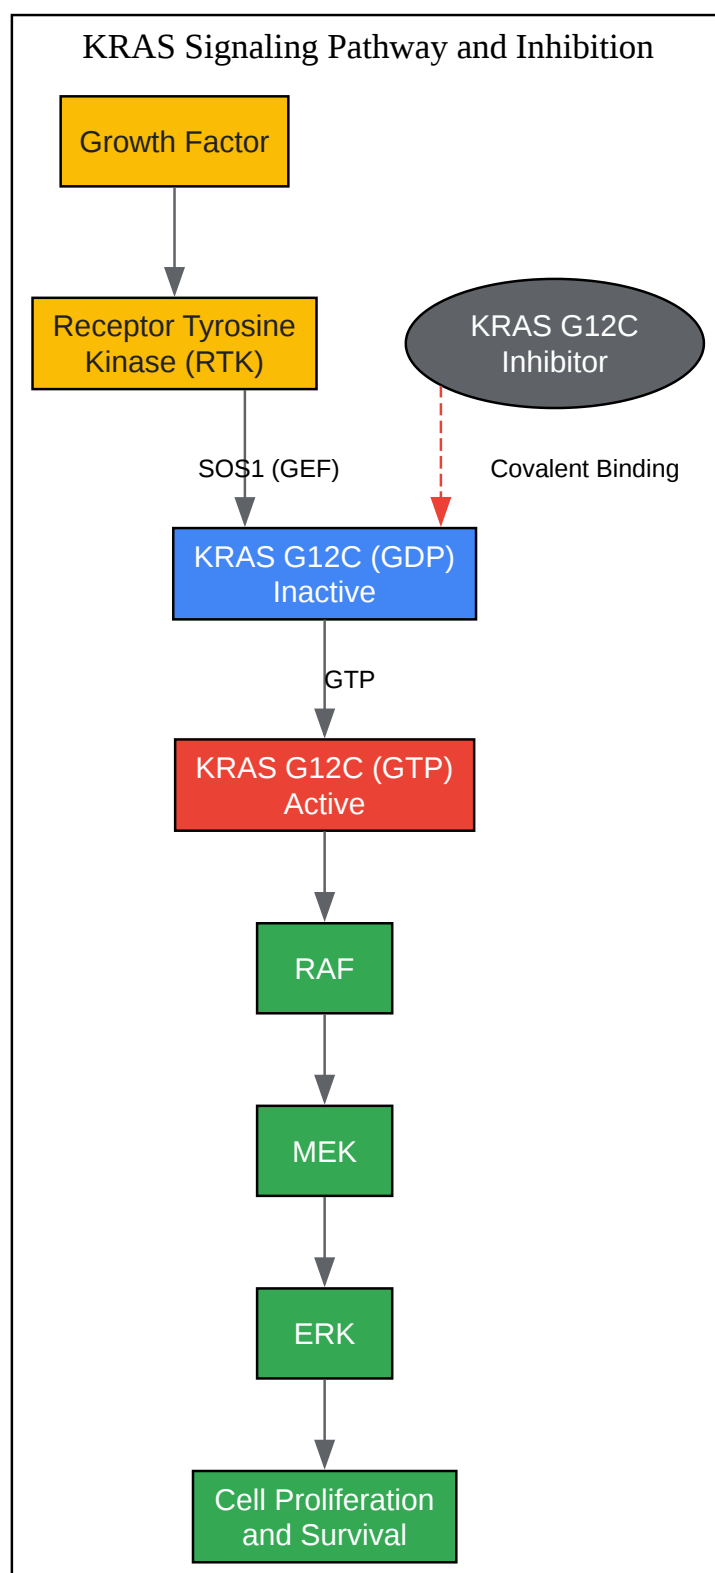 KRAS Signaling Pathway and Inhibition
Growth Factor
Receptor Tyrosine
Kinase (RTK)
KRAS G12C
Inhibitor
SOS1 (GEF)
Covalent Binding
KRAS G12C (GDP)
Inactive
GTP
KRAS G12C (GTP)
Active
RAF
MEK
ERK
Cell Proliferation
and Survival